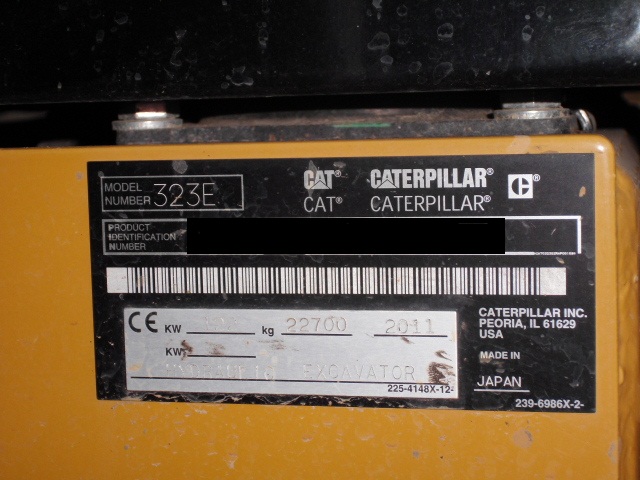 MODEL NUMBER 323E
CAT® CATERPILLAR® C®
CAT® CATERPILLAR®
PRODUCT IDENTIFICATION NUMBER
CE KW kg 22700 2011
KW
HYDRAULIC EXCAVATOR
225-4148X-12-
CATERPILLAR INC.
PEORIA, IL 61629
USA
MADE IN
JAPAN
239-6986X-2-